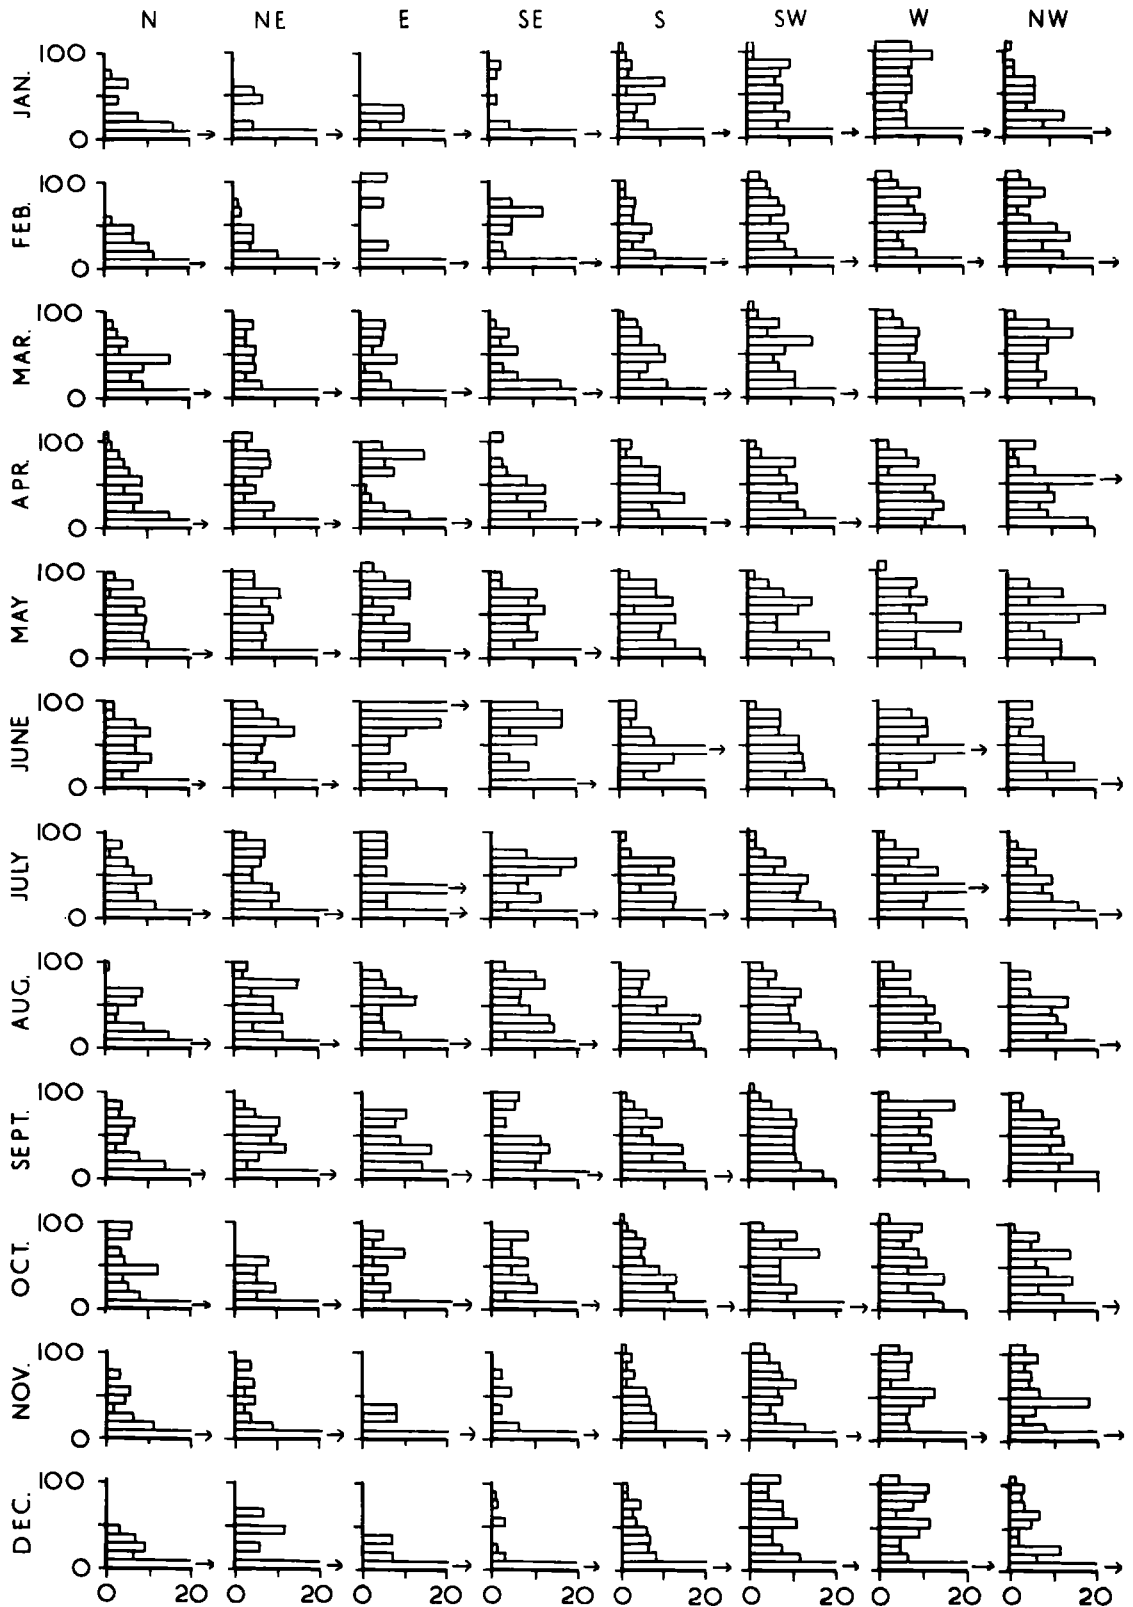 N NE E SE S SW W NW
JAN. 100
0
FEB. 100
0
MAR. 100
0
APR. 100
0
MAY 100
0
JUNE 100
0
JULY 100
0
AUG. 100
0
SEPT. 100
0
OCT. 100
0
NOV. 100
0
DEC. 100
0
0 20 0 20 0 20 0 20 0 20 0 20 0 20 0 20